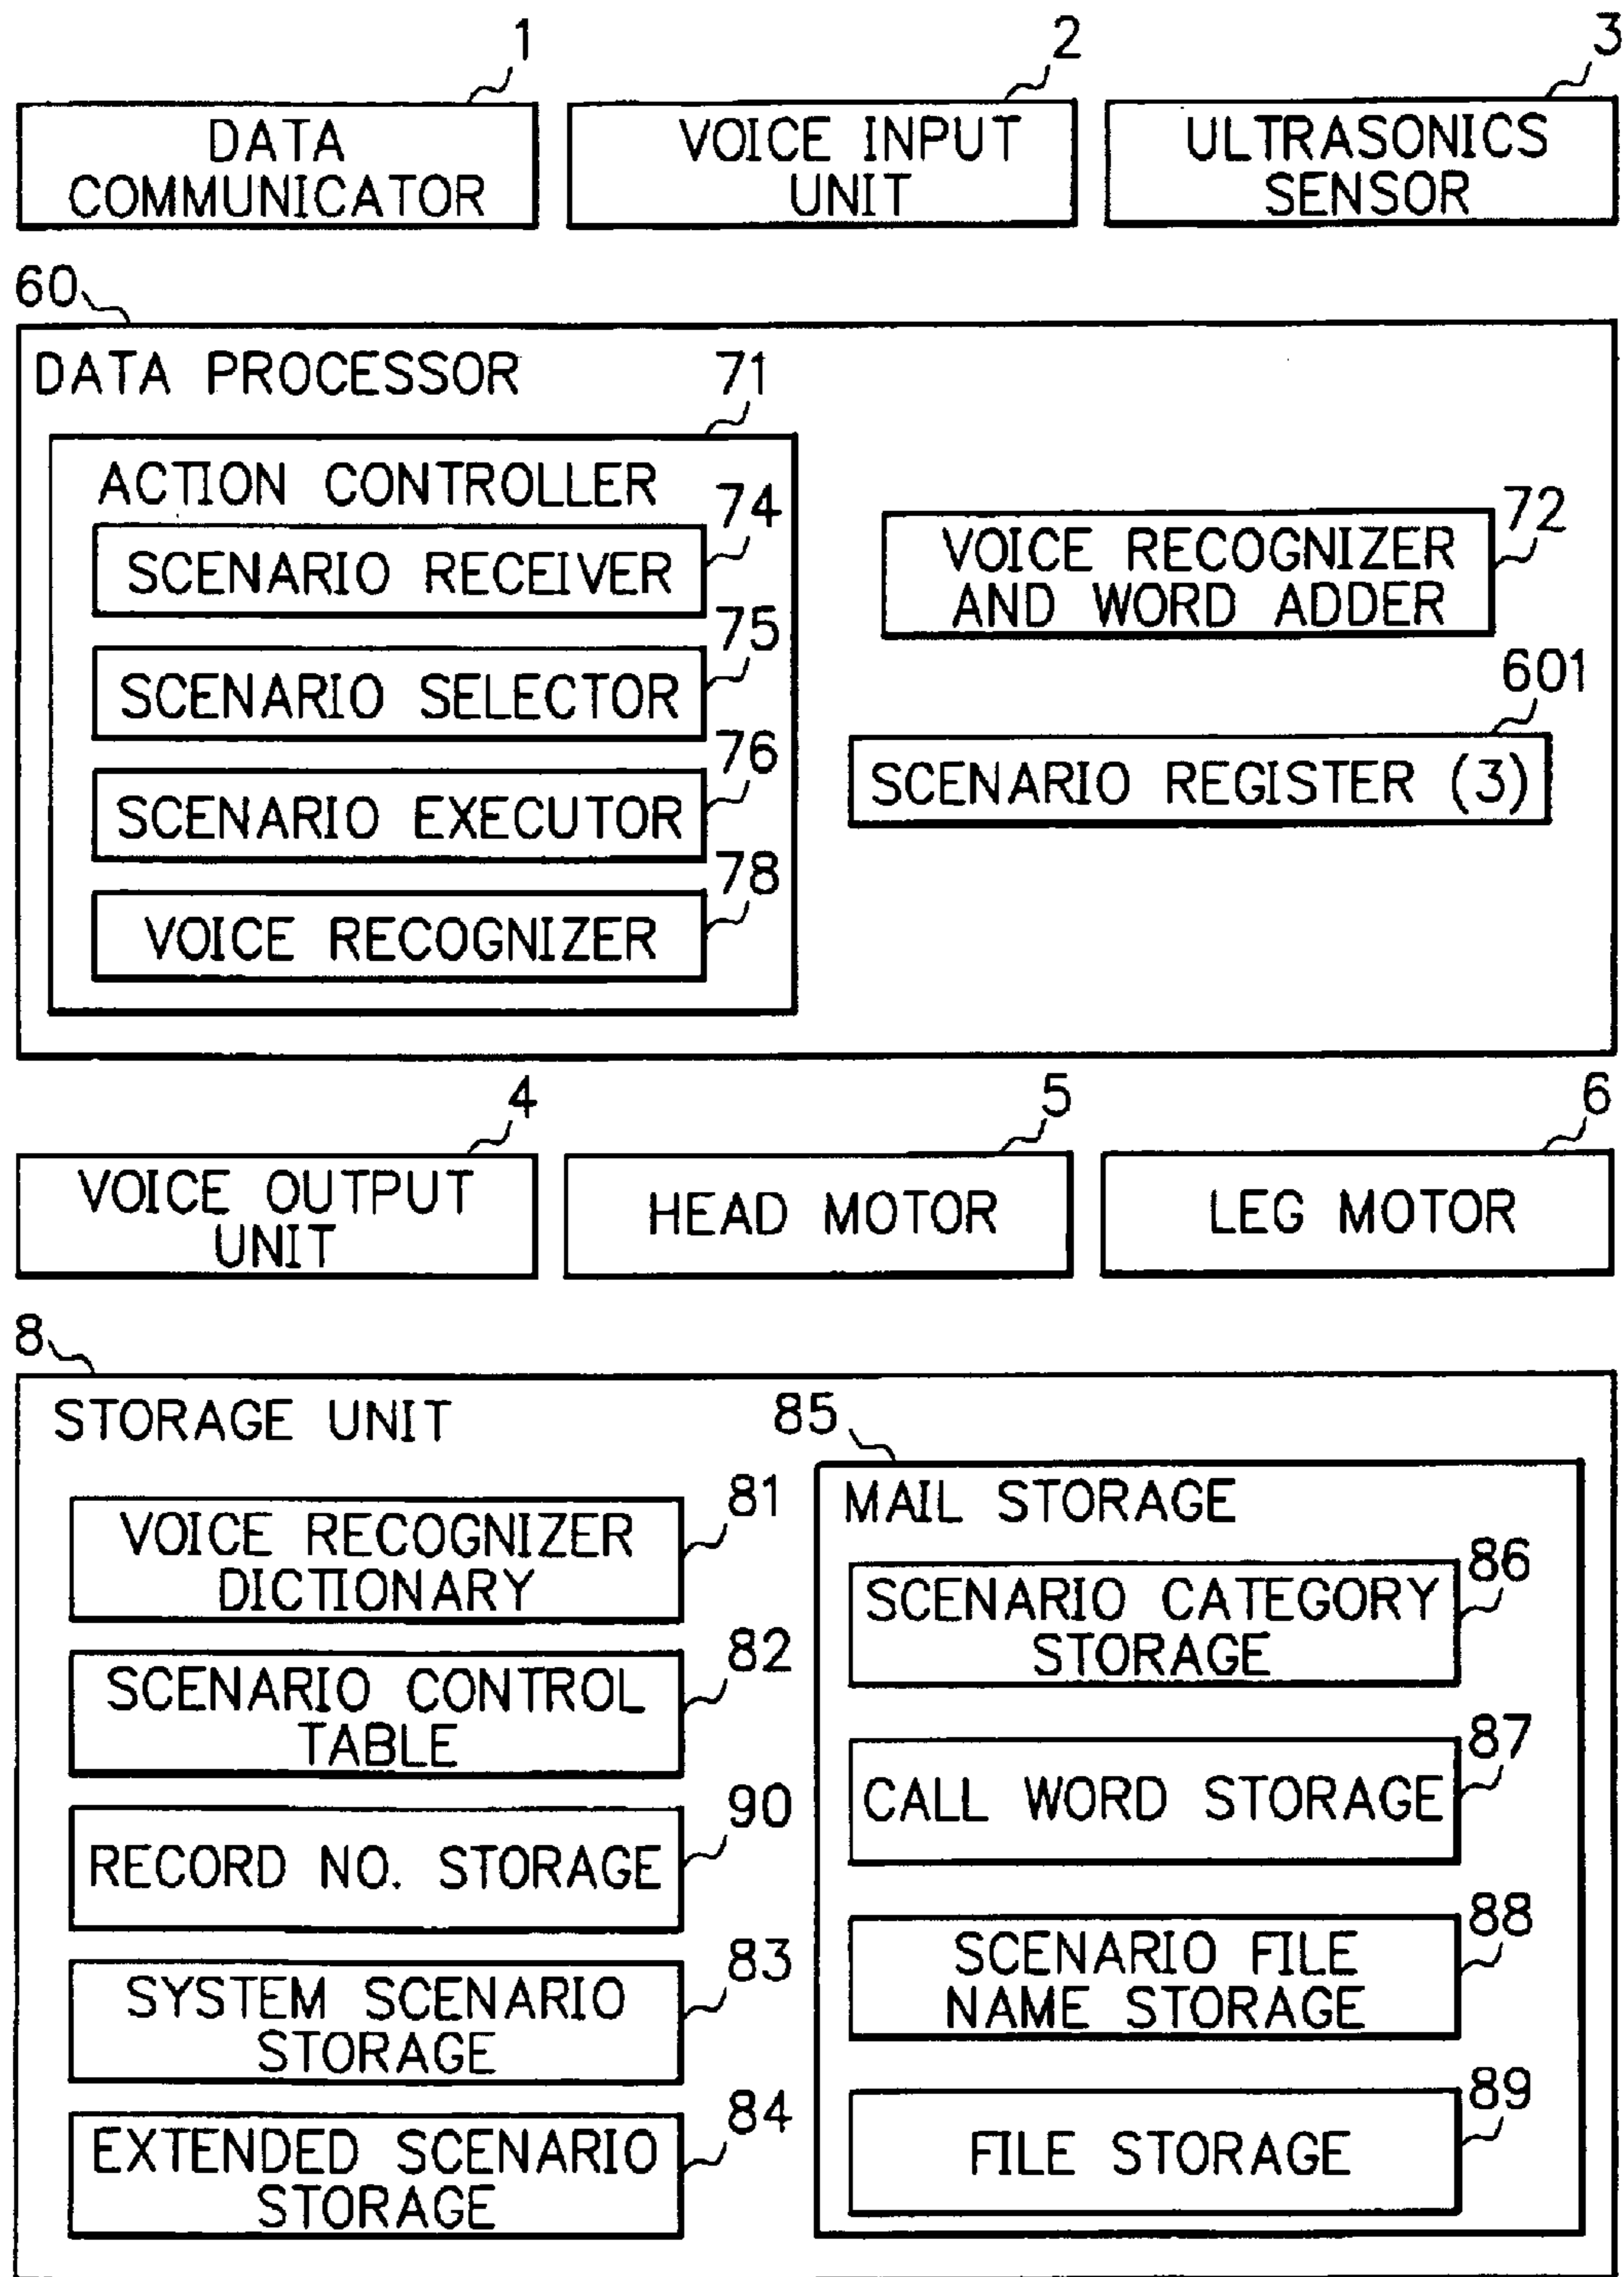 1
2
3
DATA
COMMUNICATOR
VOICE INPUT
UNIT
ULTRASONICS
SENSOR
60
DATA PROCESSOR
71
ACTION CONTROLLER
74
SCENARIO RECEIVER
75
SCENARIO SELECTOR
76
SCENARIO EXECUTOR
78
VOICE RECOGNIZER
72
VOICE RECOGNIZER
AND WORD ADDER
601
SCENARIO REGISTER (3)
4
5
6
VOICE OUTPUT
UNIT
HEAD MOTOR
LEG MOTOR
8
STORAGE UNIT
81
VOICE RECOGNIZER
DICTIONARY
82
SCENARIO CONTROL
TABLE
90
RECORD NO. STORAGE
83
SYSTEM SCENARIO
STORAGE
84
EXTENDED SCENARIO
STORAGE
85
MAIL STORAGE
86
SCENARIO CATEGORY
STORAGE
87
CALL WORD STORAGE
88
SCENARIO FILE
NAME STORAGE
89
FILE STORAGE